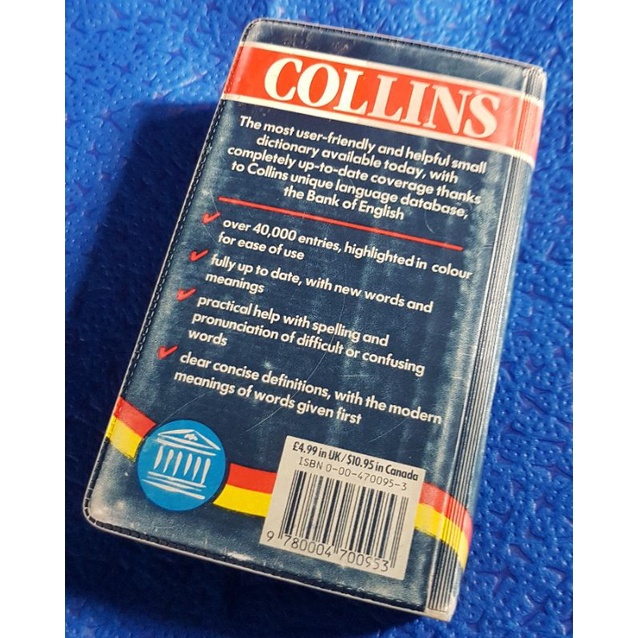 COLLINS
The most user-friendly and helpful small
dictionary available today, with
completely up-to-date coverage thanks
to Collins unique language database,
the Bank of English
over 40,000 entries, highlighted in colour
for ease of use
fully up to date, with new words and
meanings
practical help with spelling and
pronunciation of difficult or confusing
words
clear concise definitions, with the modern
meanings of words given first
£4.99 in UK/$10.95 in Canada
ISBN 0-00-470095-3
9 780004 700953